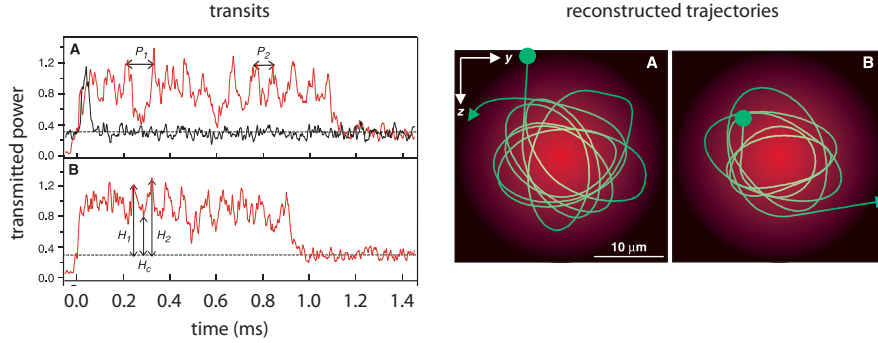 transits
reconstructed trajectories
transmitted power
A
P1
P2
1.2
0.8
0.4
0.0
B
H1
Hc
H2
1.2
0.8
0.4
0.0
0.0 0.2 0.4 0.6 0.8 1.0 1.2 1.4
time (ms)
y
z
A
10 μm
B